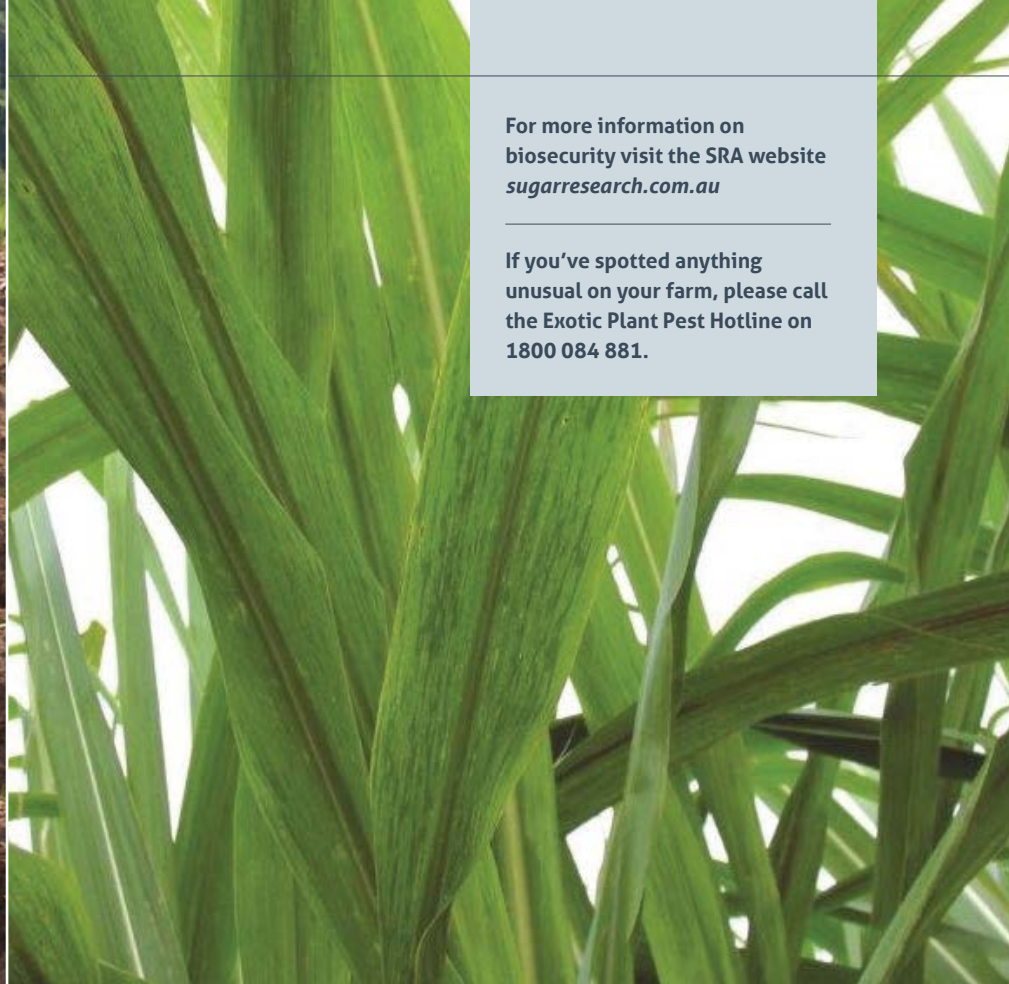 For more information on
biosecurity visit the SRA website
sugarresearch.com.au
If you've spotted anything
unusual on your farm, please call
the Exotic Plant Pest Hotline on
1800 084 881.